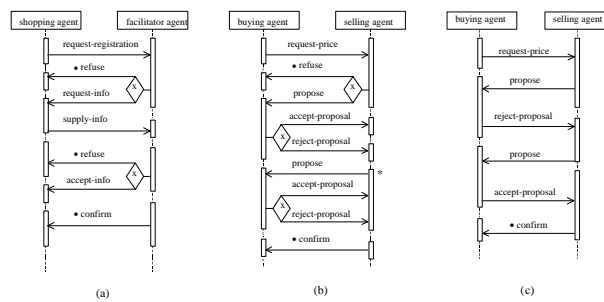 shopping agent
facilitator agent
request-registration
• refuse
x
request-info
supply-info
• refuse
x
accept-info
• confirm
(a)
buying agent
selling agent
request-price
• refuse
x
propose
accept-proposal
x
reject-proposal
propose
*
accept-proposal
x
reject-proposal
• confirm
(b)
buying agent
selling agent
request-price
propose
reject-proposal
propose
accept-proposal
• confirm
(c)